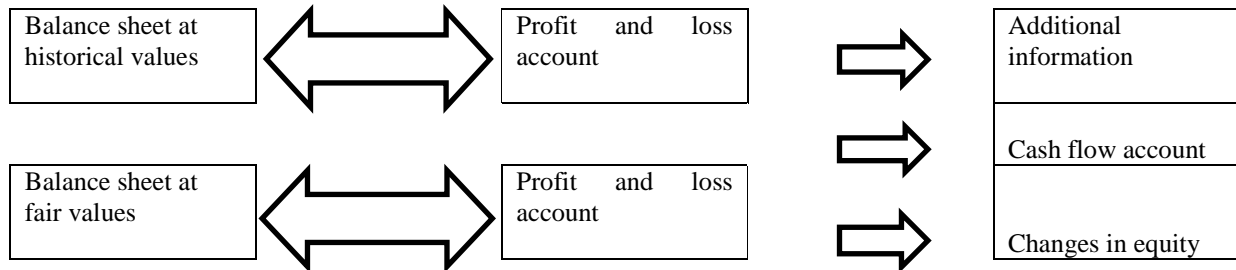 Balance sheet at
historical values
Profit and loss
account
Additional
information
Cash flow account
Balance sheet at
fair values
Profit and loss
account
Changes in equity